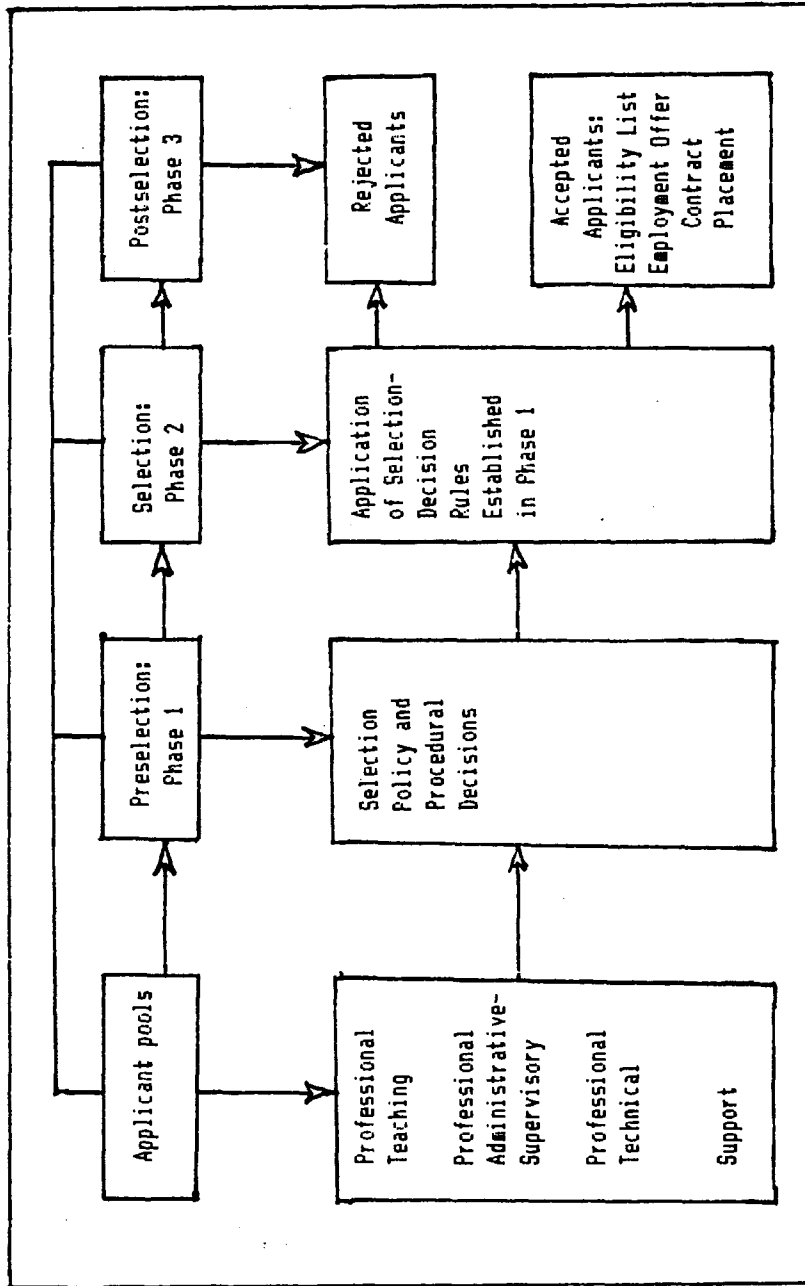 Applicant pools
Preselection:
Phase 1
Selection:
Phase 2
Postselection:
Phase 3
Professional
Teaching
Professional
Administrative-
Supervisory
Professional
Technical
Support
Selection
Policy and
Procedural
Decisions
Application
of Selection-
Decision
Rules
Established
in Phase 1
Rejected
Applicants
Accepted
Applicants:
Eligibility List
Employment Offer
Contract
Placement